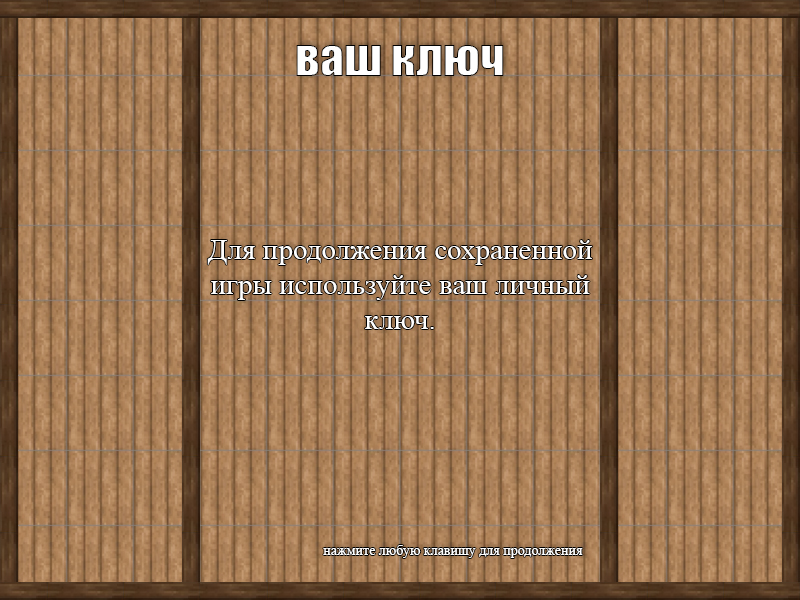 ваш ключ
Для продолжения сохраненной
игры используйте ваш личный
ключ.
нажмите любую клавишу для продолжения